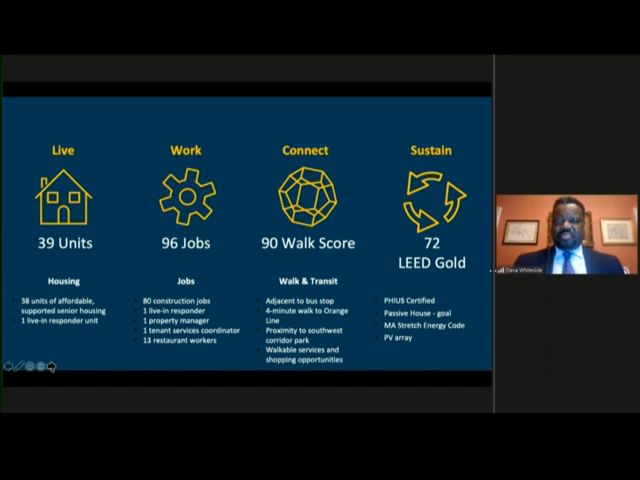 Live
Work
Connect
Sustain
39 Units
96 Jobs
90 Walk Score
72
LEED Gold
Housing
38 units of affordable,
supported senior housing
1 live-in responder unit
Jobs
80 construction jobs
1 live-in responder
1 property manager
1 tenant services coordinator
13 restaurant workers
Walk & Transit
Adjacent to bus stop
4-minute walk to Orange
Line
Proximity to southwest
corridor park
Walkable services and
shopping opportunities
PHIUS Certified
Passive House - goal
MA Stretch Energy Code
PV array
Dana Whiteside